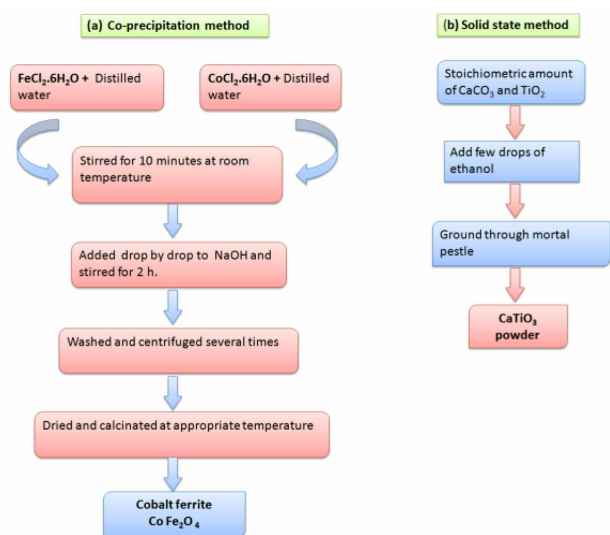 (a) Co-precipitation method
FeCl₂.6H₂O + Distilled
water
CoCl₂.6H₂O + Distilled
water
Stirred for 10 minutes at room
temperature
Added drop by drop to NaOH and
stirred for 2 h.
Washed and centrifuged several times
Dried and calcinated at appropriate temperature
Cobalt ferrite
Co Fe₂O₄
(b) Solid state method
Stoichiometric amount
of CaCO₃ and TiO₂
Add few drops of
ethanol
Ground through mortal
pestle
CaTiO₃
powder